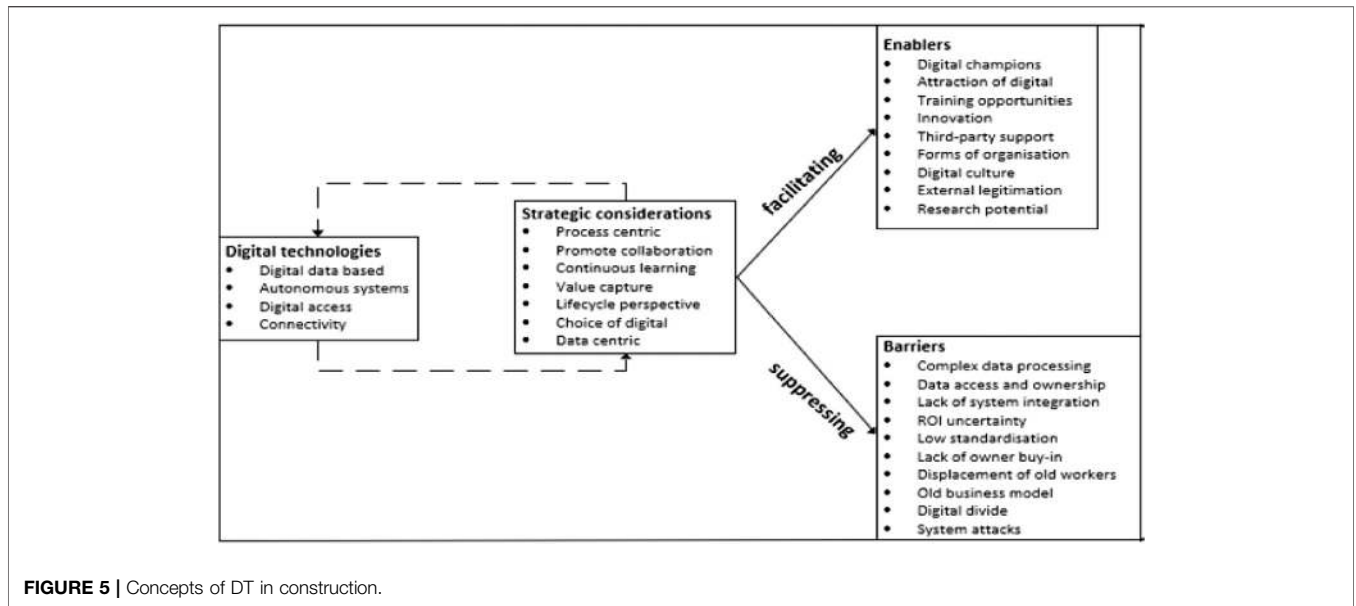 Enablers
• Digital champions
• Attraction of digital
• Training opportunities
• Innovation
• Third-party support
• Forms of organisation
• Digital culture
• External legitimation
• Research potential
facilitating
Strategic considerations
• Process centric
• Promote collaboration
• Continuous learning
• Value capture
• Lifecycle perspective
• Choice of digital
• Data centric
Digital technologies
• Digital data based
• Autonomous systems
• Digital access
• Connectivity
suppressing
Barriers
• Complex data processing
• Data access and ownership
• Lack of system integration
• ROI uncertainty
• Low standardisation
• Lack of owner buy-in
• Displacement of old workers
• Old business model
• Digital divide
• System attacks
FIGURE 5 | Concepts of DT in construction.